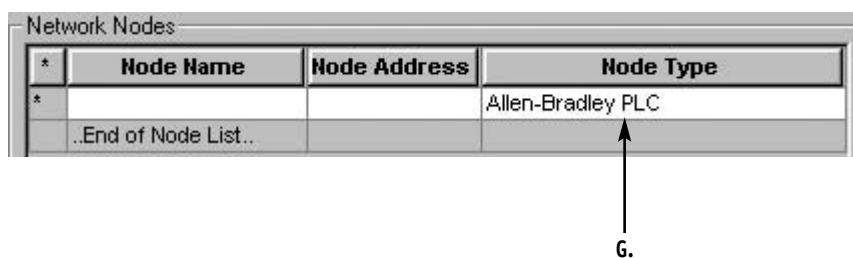 Network Nodes
* Node Name Node Address Node Type
* Allen-Bradley PLC
..End of Node List..
G.